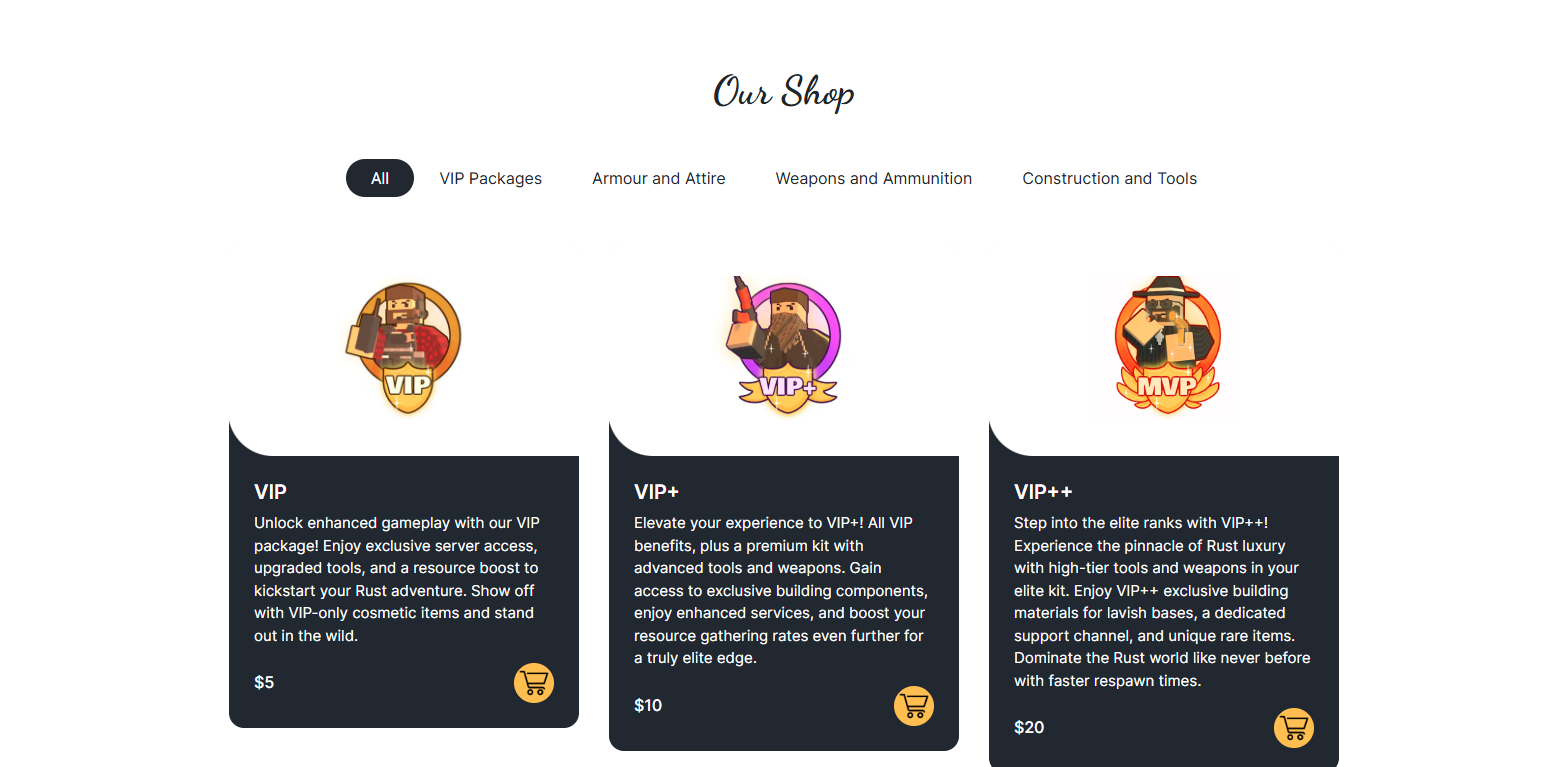 Our Shop
All
VIP Packages
Armour and Attire
Weapons and Ammunition
Construction and Tools
VIP
VIP
Unlock enhanced gameplay with our VIP
package! Enjoy exclusive server access,
upgraded tools, and a resource boost to
kickstart your Rust adventure. Show off
with VIP-only cosmetic items and stand
out in the wild.
$5
VIP+
VIP+
Elevate your experience to VIP+! All VIP
benefits, plus a premium kit with
advanced tools and weapons. Gain
access to exclusive building components,
enjoy enhanced services, and boost your
resource gathering rates even further for
a truly elite edge.
$10
MVP
VIP++
Step into the elite ranks with VIP++!
Experience the pinnacle of Rust luxury
with high-tier tools and weapons in your
elite kit. Enjoy VIP++ exclusive building
materials for lavish bases, a dedicated
support channel, and unique rare items.
Dominate the Rust world like never before
with faster respawn times.
$20